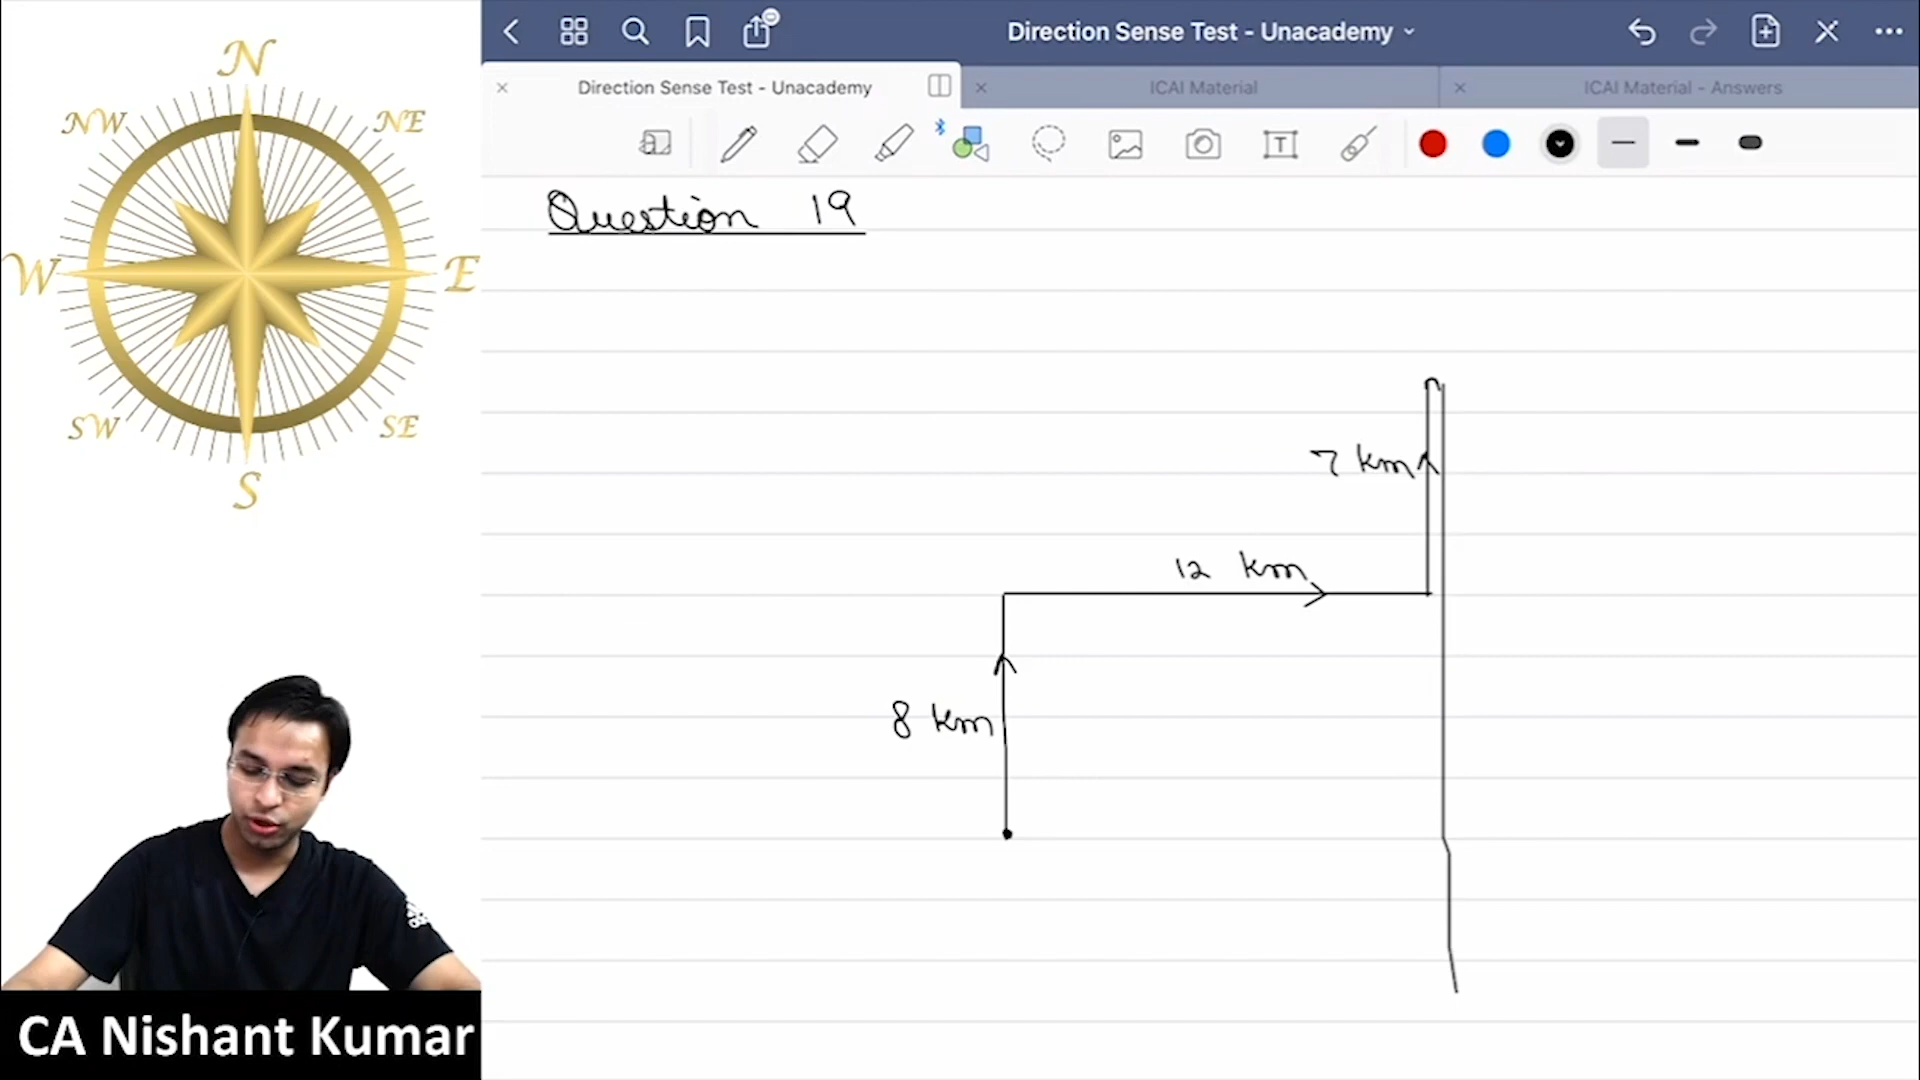 N
NW
NE
W
E
SW
SE
S
CA Nishant Kumar
Direction Sense Test - Unacademy
Direction Sense Test - Unacademy
ICAI Material
ICAI Material - Answers
T
Question 19
7 km
12 km
8 km